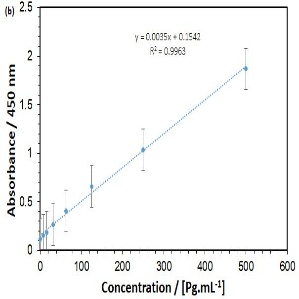 (b)
y = 0.0035x + 0.1542
R² = 0.9963
Absorbance / 450 nm
2.5
2
1.5
1
0.5
0
0 100 200 300 400 500 600
Concentration / [Pg.mL⁻¹]